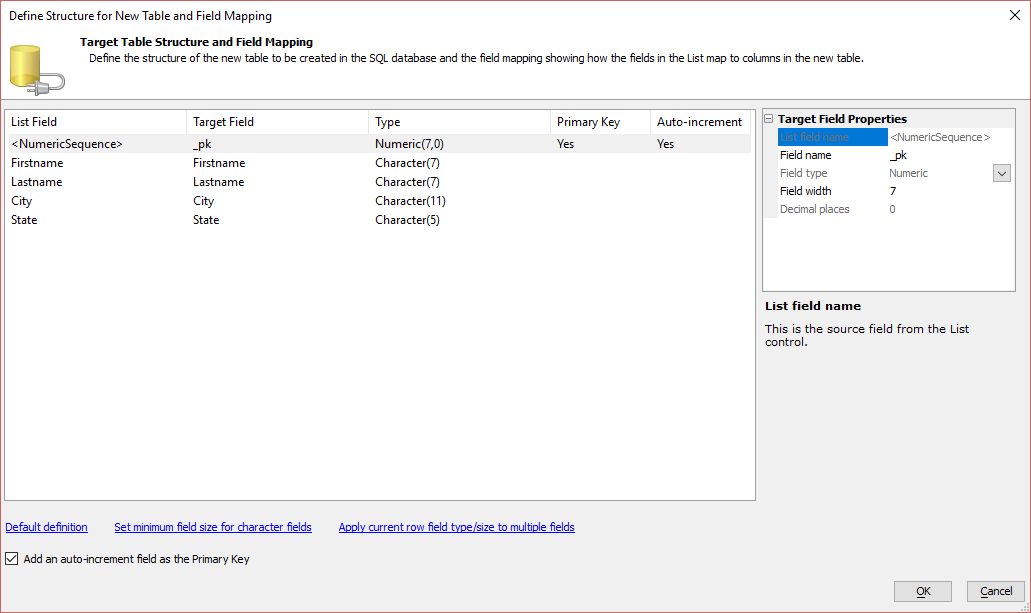 Define Structure for New Table and Field Mapping
Target Table Structure and Field Mapping
Define the structure of the new table to be created in the SQL database and the field mapping showing how the fields in the List map to columns in the new table.
List Field Target Field Type Primary Key Auto-increment
<NumericSequence> _pk Numeric(7,0) Yes Yes
Firstname Firstname Character(7)
Lastname Lastname Character(7)
City City Character(11)
State State Character(5)
Target Field Properties
List field name <NumericSequence>
Field name _pk
Field type Numeric
Field width 7
Decimal places 0
List field name
This is the source field from the List
control.
Default definition Set minimum field size for character fields Apply current row field type/size to multiple fields
Add an auto-increment field as the Primary Key
OK Cancel